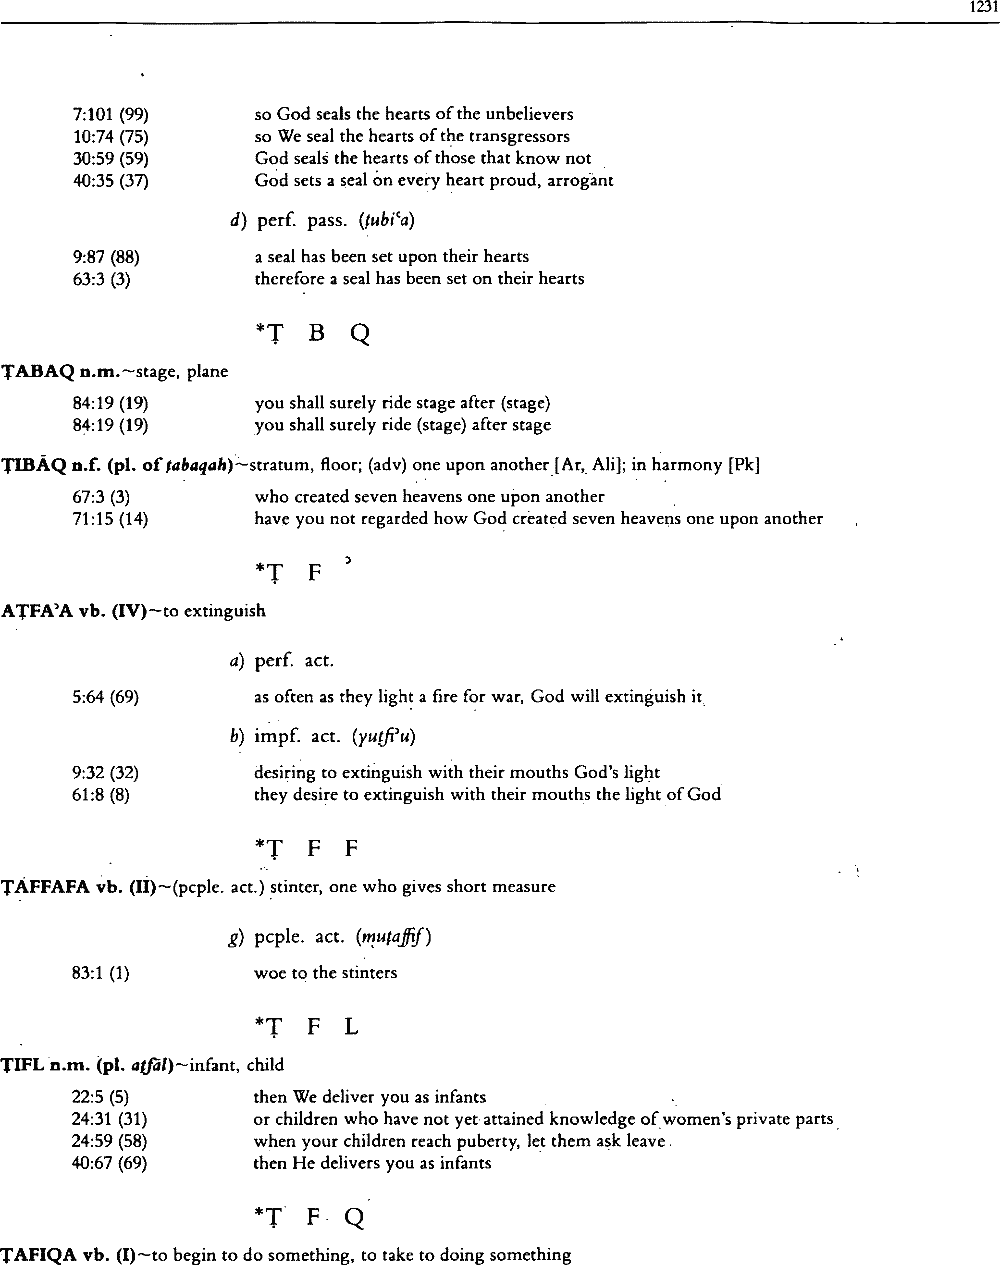 1231
7:101 (99) so God seals the hearts of the unbelievers
10:74 (75) so We seal the hearts of the transgressors
30:59 (59) God seals the hearts of those that know not
40:35 (37) God sets a seal on every heart proud, arrogant
d) perf. pass. (ṭubiʿa)
9:87 (88) a seal has been set upon their hearts
63:3 (3) therefore a seal has been set on their hearts
*Ṭ B Q
ṬABAQ n.m.~stage, plane
84:19 (19) you shall surely ride stage after (stage)
84:19 (19) you shall surely ride (stage) after stage
ṬIBĀQ n.f. (pl. of ṭabaqah)~stratum, floor; (adv) one upon another [Ar, Ali]; in harmony [Pk]
67:3 (3) who created seven heavens one upon another
71:15 (14) have you not regarded how God created seven heavens one upon another
*Ṭ F ʾ
AṬFAʾA vb. (IV)~to extinguish
a) perf. act.
5:64 (69) as often as they light a fire for war, God will extinguish it
b) impf. act. (yuṭfiʾu)
9:32 (32) desiring to extinguish with their mouths God's light
61:8 (8) they desire to extinguish with their mouths the light of God
*Ṭ F F
ṬAFFAFA vb. (II)~(pcple. act.) stinter, one who gives short measure
g) pcple. act. (muṭaffif)
83:1 (1) woe to the stinters
*Ṭ F L
ṬIFL n.m. (pl. aṭfāl)~infant, child
22:5 (5) then We deliver you as infants
24:31 (31) or children who have not yet attained knowledge of women's private parts
24:59 (58) when your children reach puberty, let them ask leave
40:67 (69) then He delivers you as infants
*Ṭ F Q
ṬAFIQA vb. (I)~to begin to do something, to take to doing something